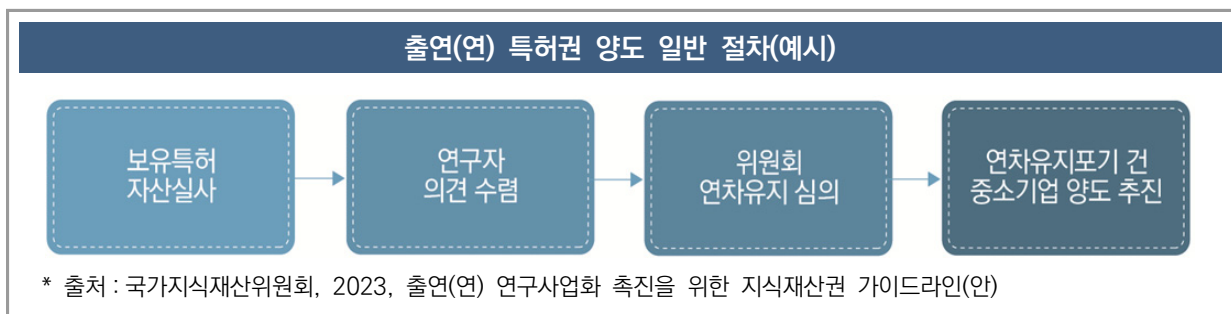 출연(연) 특허권 양도 일반 절차(예시)
보유특허
자산실사
연구자
의견 수렴
위원회
연차유지 심의
연차유지포기 건
중소기업 양도 추진
* 출처 : 국가지식재산위원회, 2023, 출연(연) 연구사업화 촉진을 위한 지식재산권 가이드라인(안)